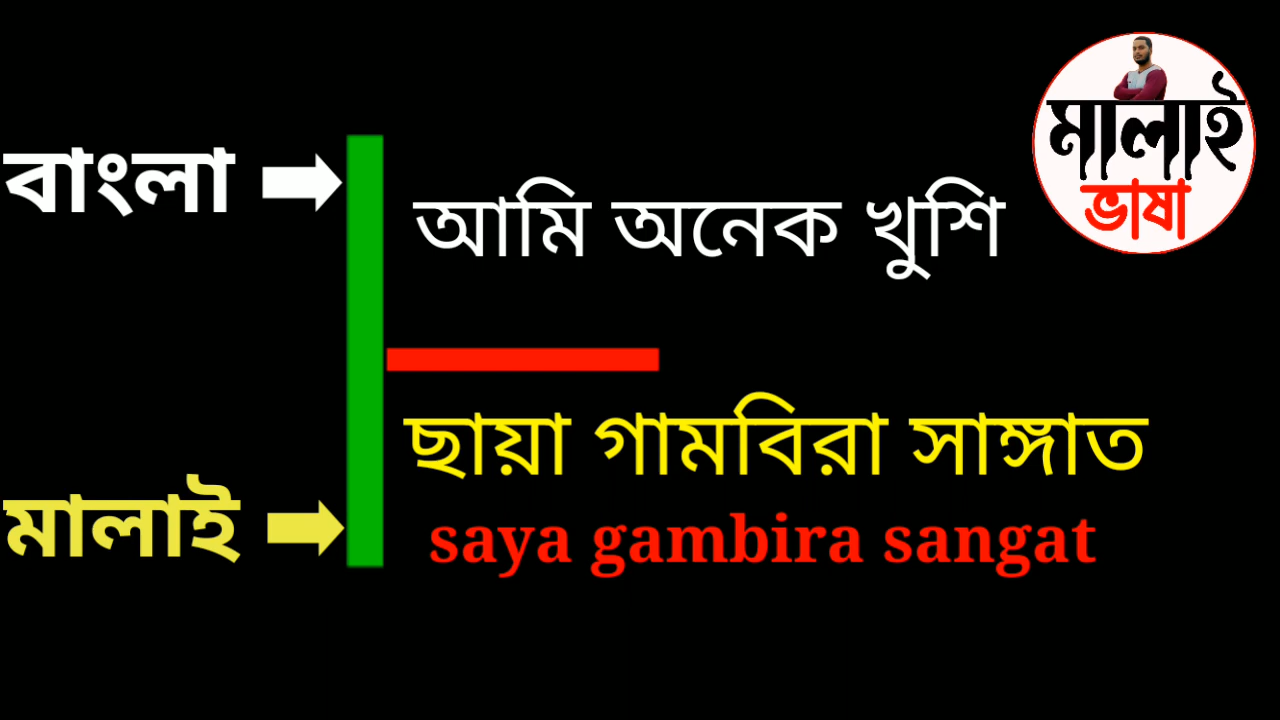 মালাই
ভাষা
বাংলা
আমি অনেক খুশি
ছায়া গামবিরা সাঙ্গাত
মালাই
saya gambira sangat